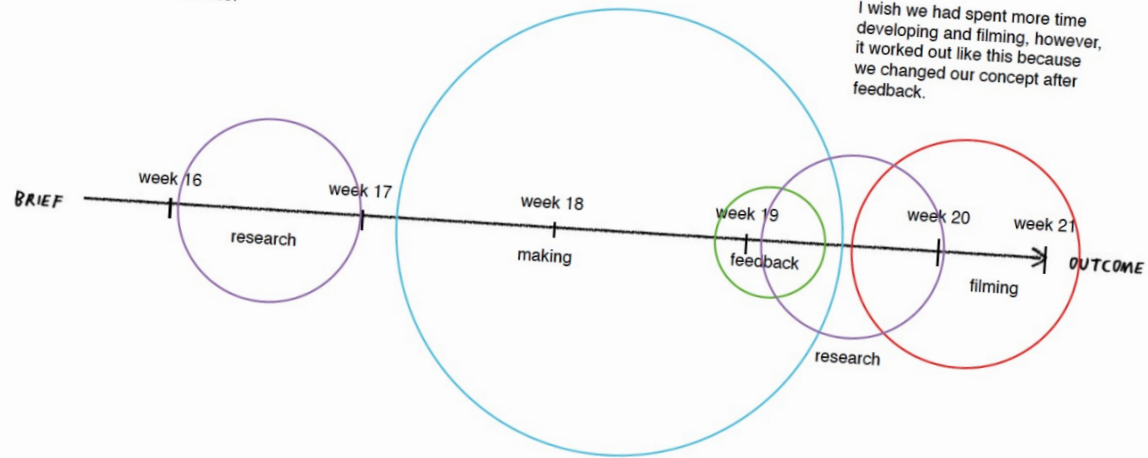 I wish we had spent more time
developing and filming, however,
it worked out like this because
we changed our concept after
feedback.
week 16
week 17
week 18
week 19
week 20
week 21
BRIEF
OUTCOME
research
making
feedback
filming
research